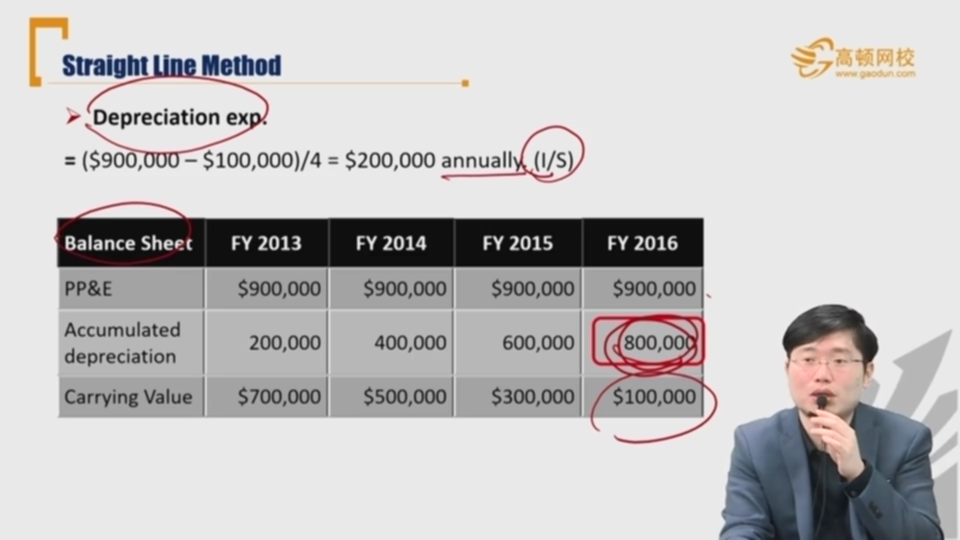 Straight Line Method
高顿网校
www.gaodun.com
Depreciation exp.
= ($900,000 – $100,000)/4 = $200,000 annually. (I/S)
Balance Sheet FY 2013 FY 2014 FY 2015 FY 2016
PP&E $900,000 $900,000 $900,000 $900,000
Accumulated
depreciation 200,000 400,000 600,000 800,000
Carrying Value $700,000 $500,000 $300,000 $100,000